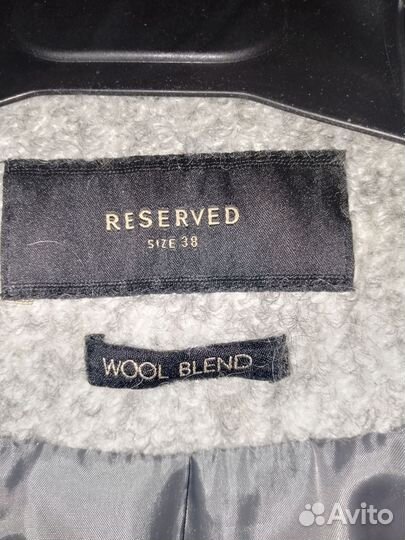 RESERVED
SIZE 38
WOOL BLEND
Avito